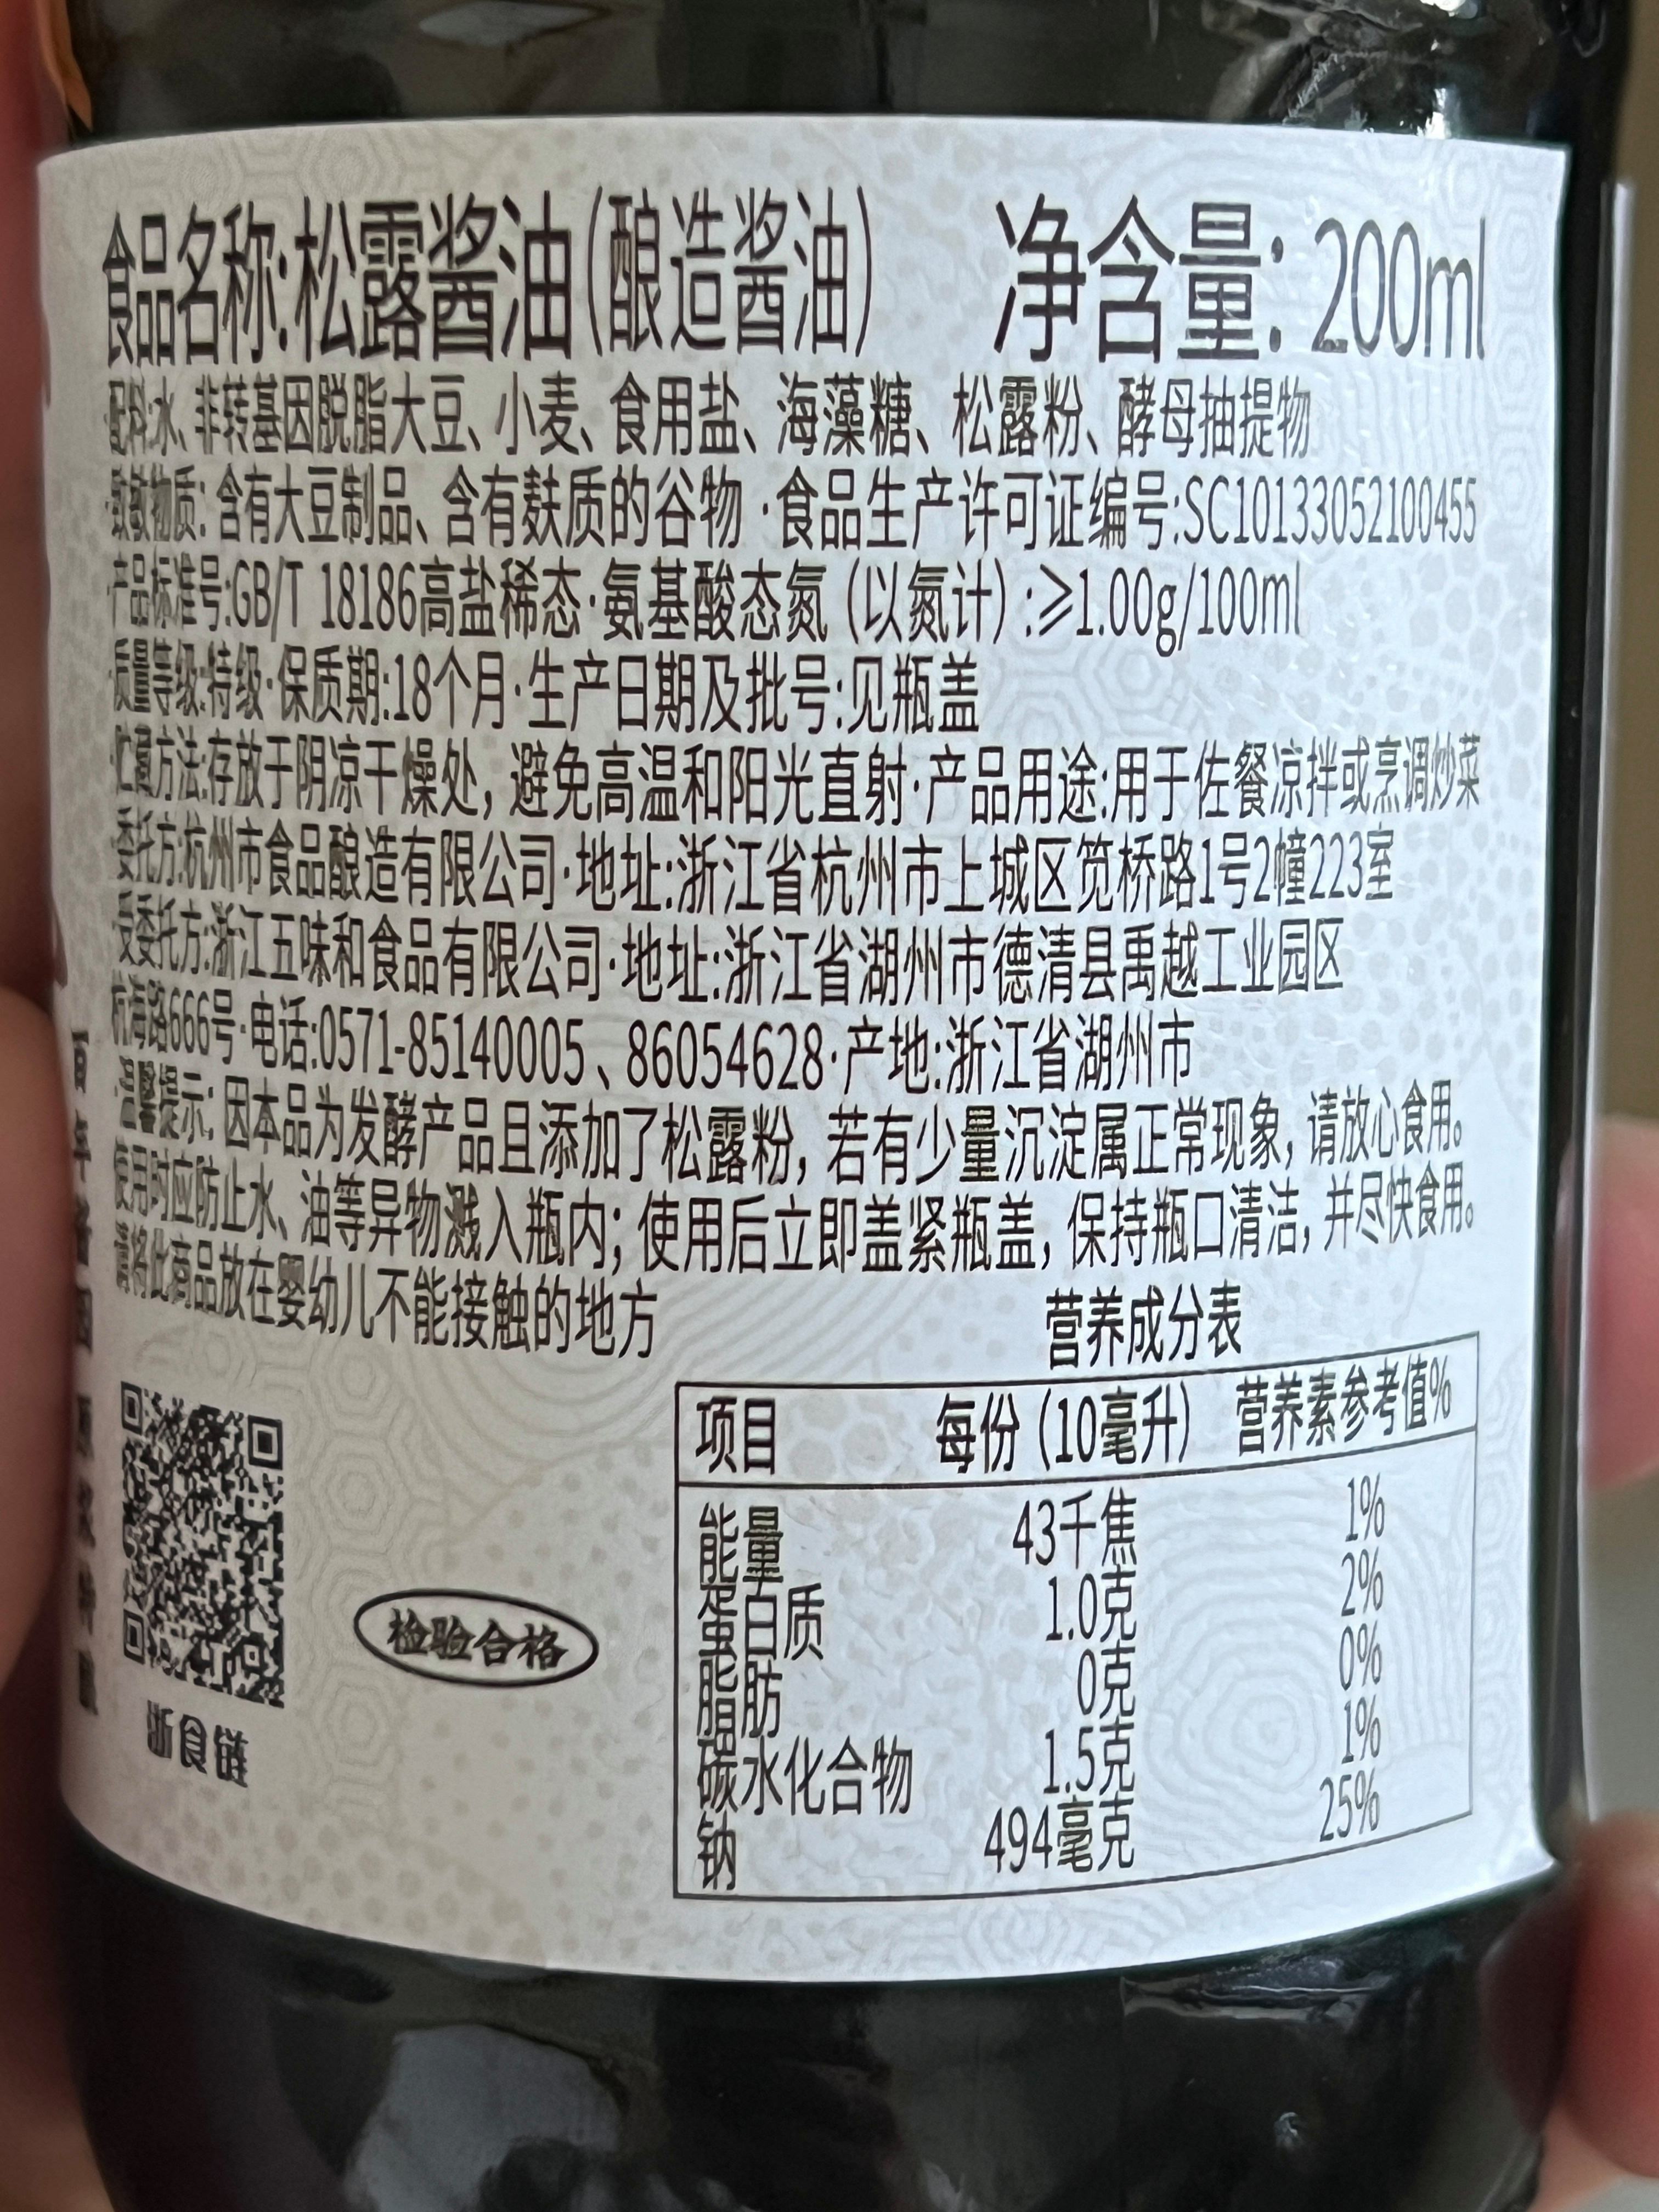 食品名称:松露酱油(酿造酱油) 净含量:200ml
配料:水、非转基因脱脂大豆、小麦、食用盐、海藻糖、松露粉、酵母抽提物
致敏物质:含有大豆制品、含有麸质的谷物·食品生产许可证编号:SC10133052100455
产品标准号:GB/T 18186高盐稀态·氨基酸态氮(以氮计):≥1.00g/100ml
质量等级:特级·保质期:18个月·生产日期及批号:见瓶盖
贮藏方法:存放于阴凉干燥处,避免高温和阳光直射·产品用途:用于佐餐凉拌或烹调炒菜
委托方:杭州市食品酿造有限公司·地址:浙江省杭州市上城区笕桥路1号2幢223室
受委托方:浙江五味和食品有限公司·地址:浙江省湖州市德清县禹越工业园区
杭海路666号·电话:0571-85140005、86054628·产地:浙江省湖州市
温馨提示:因本品为发酵产品且添加了松露粉,若有少量沉淀属正常现象,请放心食用。
使用时应防止水、油等异物溅入瓶内;使用后立即盖紧瓶盖,保持瓶口清洁,并尽快食用。
请将此商品放在婴幼儿不能接触的地方
营养成分表
项目 每份(10毫升) 营养素参考值%
能量 43千焦 1%
蛋白质 1.0克 2%
脂肪 0克 0%
碳水化合物 1.5克 1%
钠 494毫克 25%
检验合格
浙食链